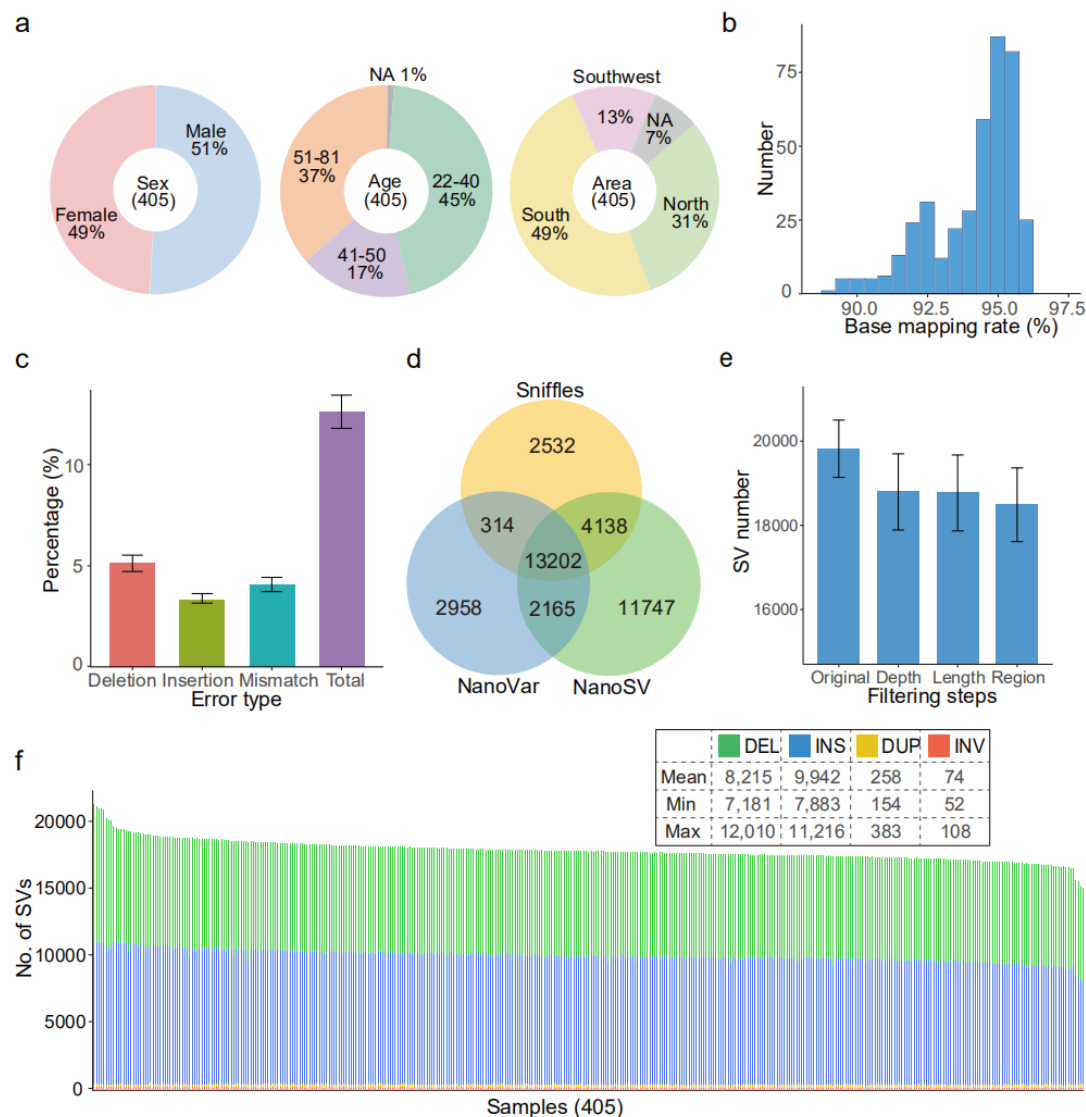 a
NA 1%
Male
51%
Female
49%
Sex
(405)
51-81
37%
Age
(405)
22-40
45%
41-50
17%
Southwest
13%
NA
7%
South
49%
Area
(405)
North
31%
b
Number
75
50
25
0
90.0 92.5 95.0 97.5
Base mapping rate (%)
c
Percentage (%)
10
5
0
Deletion Insertion Mismatch Total
Error type
d
Sniffles
2532
314
4138
13202
2958
2165
11747
NanoVar
NanoSV
e
SV number
20000
18000
16000
Original Depth Length Region
Filtering steps
f
DEL INS DUP INV
Mean 8,215 9,942 258 74
Min 7,181 7,883 154 52
Max 12,010 11,216 383 108
No. of SVs
20000
15000
10000
5000
0
Samples (405)